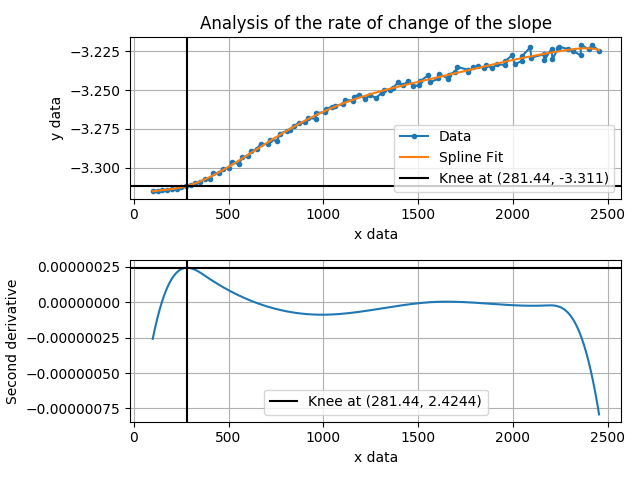 Analysis of the rate of change of the slope
y data
−3.225
−3.250
−3.275
−3.300
Data
Spline Fit
Knee at (281.44, -3.311)
0 500 1000 1500 2000 2500
x data
Second derivative
0.00000025
0.00000000
−0.00000025
−0.00000050
−0.00000075
Knee at (281.44, 2.4244)
0 500 1000 1500 2000 2500
x data